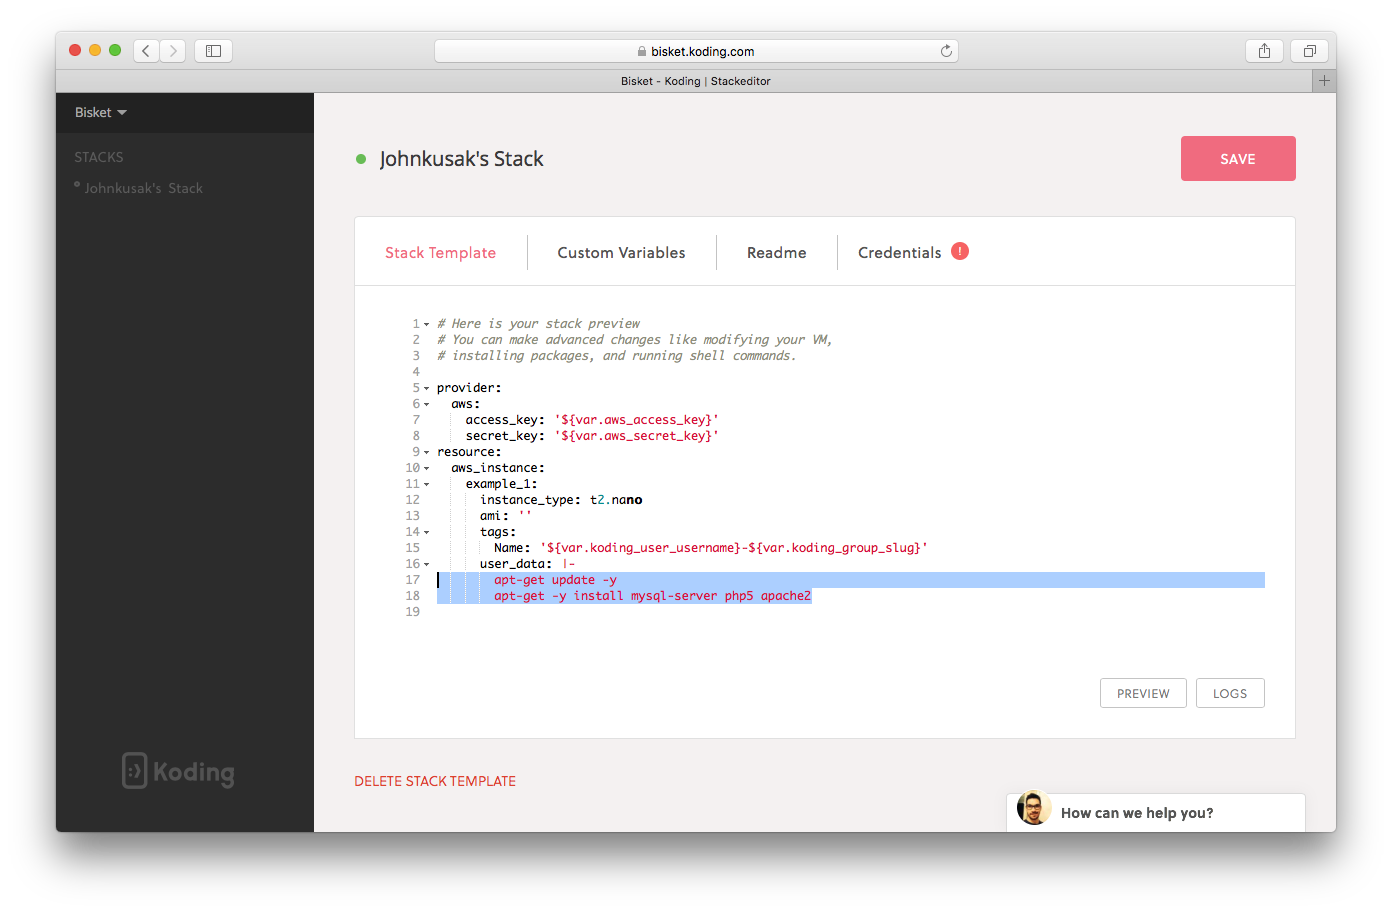 bisket.koding.com
Bisket - Koding | Stackeditor
+
Bisket
STACKS
Johnkusak's Stack
Johnkusak's Stack
SAVE
Stack Template
Custom Variables
Readme
Credentials !
1 # Here is your stack preview
2 # You can make advanced changes like modifying your VM,
3 # installing packages, and running shell commands.
4
5 provider:
6 aws:
7 access_key: '${var.aws_access_key}'
8 secret_key: '${var.aws_secret_key}'
9 resource:
10 aws_instance:
11 example_1:
12 instance_type: t2.nano
13 ami: ''
14 tags:
15 Name: '${var.koding_user_username}-${var.koding_group_slug}'
16 user_data: |-
17 apt-get update -y
18 apt-get -y install mysql-server php5 apache2
19
PREVIEW
LOGS
:) Koding
DELETE STACK TEMPLATE
How can we help you?